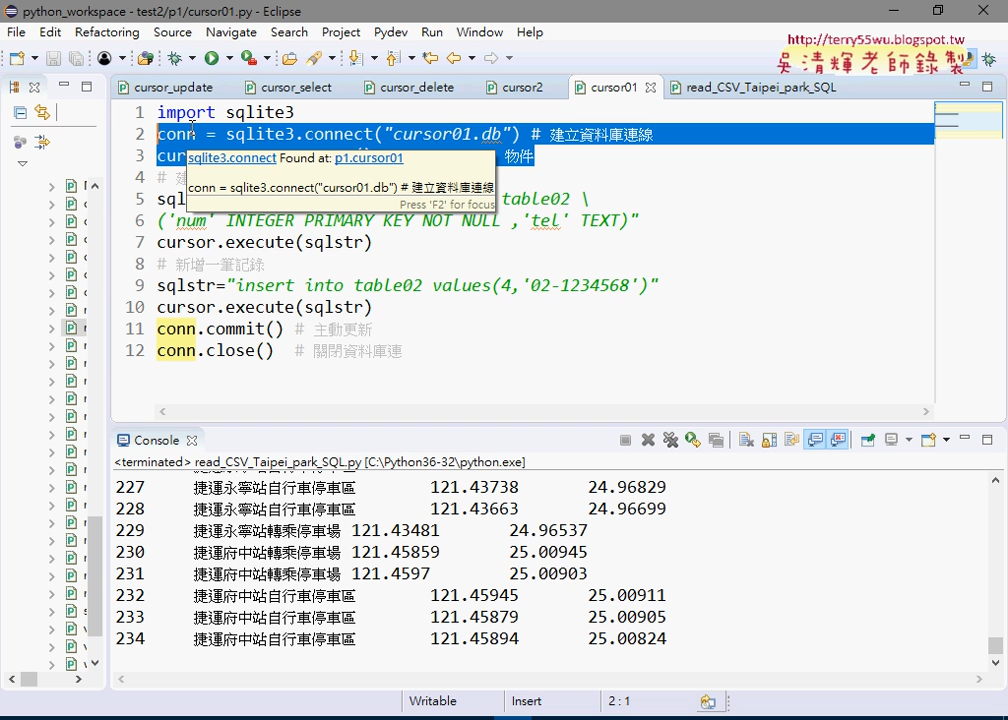 python_workspace - test2/p1/cursor01.py - Eclipse
File Edit Refactoring Source Navigate Search Project Pydev Run Window Help
http://terry55wu.blogspot.tw
吳清輝老師錄製
cursor_update cursor_select cursor_delete cursor2 cursor01 read_CSV_Taipei_park_SQL
1 import sqlite3
2 conn = sqlite3.connect("cursor01.db") # 建立資料庫連線
3 cur 物件
sqlite3.connect Found at: p1.cursor01
4 # 建
conn = sqlite3.connect("cursor01.db") # 建立資料庫連線
5 sql table02 \
Press 'F2' for focus
6 ('num' INTEGER PRIMARY KEY NOT NULL ,'tel' TEXT)"
7 cursor.execute(sqlstr)
8 # 新增一筆記錄
9 sqlstr="insert into table02 values(4,'02-1234568')"
10 cursor.execute(sqlstr)
11 conn.commit() # 主動更新
12 conn.close() # 關閉資料庫連
Console
<terminated> read_CSV_Taipei_park_SQL.py [C:\Python36-32\python.exe]
227 捷運永寧站自行車停車區 121.43738 24.96829
228 捷運永寧站自行車停車區 121.43663 24.96699
229 捷運永寧站轉乘停車場 121.43481 24.96537
230 捷運府中站轉乘停車場 121.45859 25.00945
231 捷運府中站轉乘停車場 121.4597 25.00903
232 捷運府中站自行車停車區 121.45945 25.00911
233 捷運府中站自行車停車區 121.45879 25.00905
234 捷運府中站自行車停車區 121.45894 25.00824
Writable Insert 2 : 1